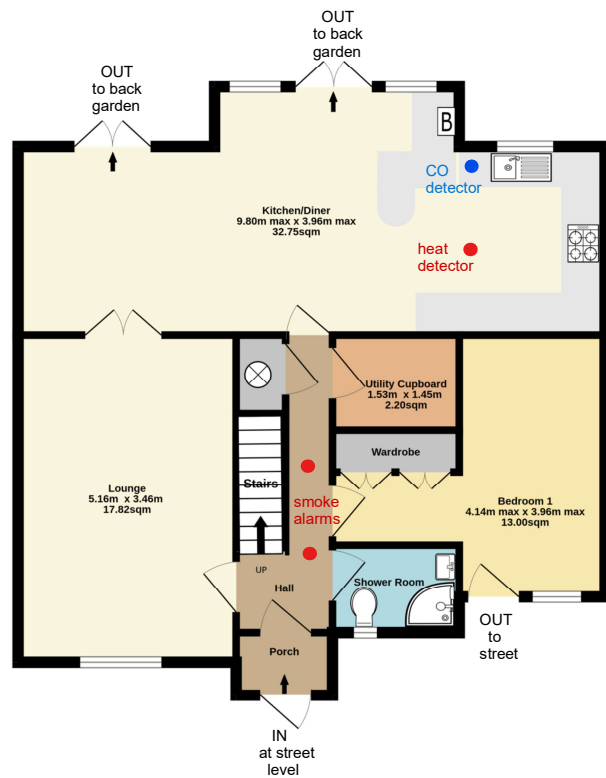 OUT
to back
garden
OUT
to back
garden
B
CO
detector
Kitchen/Diner
9.80m max x 3.96m max
32.75sqm
heat
detector
Utility Cupboard
1.53m x 1.45m
2.20sqm
Wardrobe
Stairs
Lounge
5.16m x 3.46m
17.82sqm
smoke
alarms
Bedroom 1
4.14m max x 3.96m max
13.00sqm
UP
Hall
Shower Room
OUT
to
street
Porch
IN
at street
level